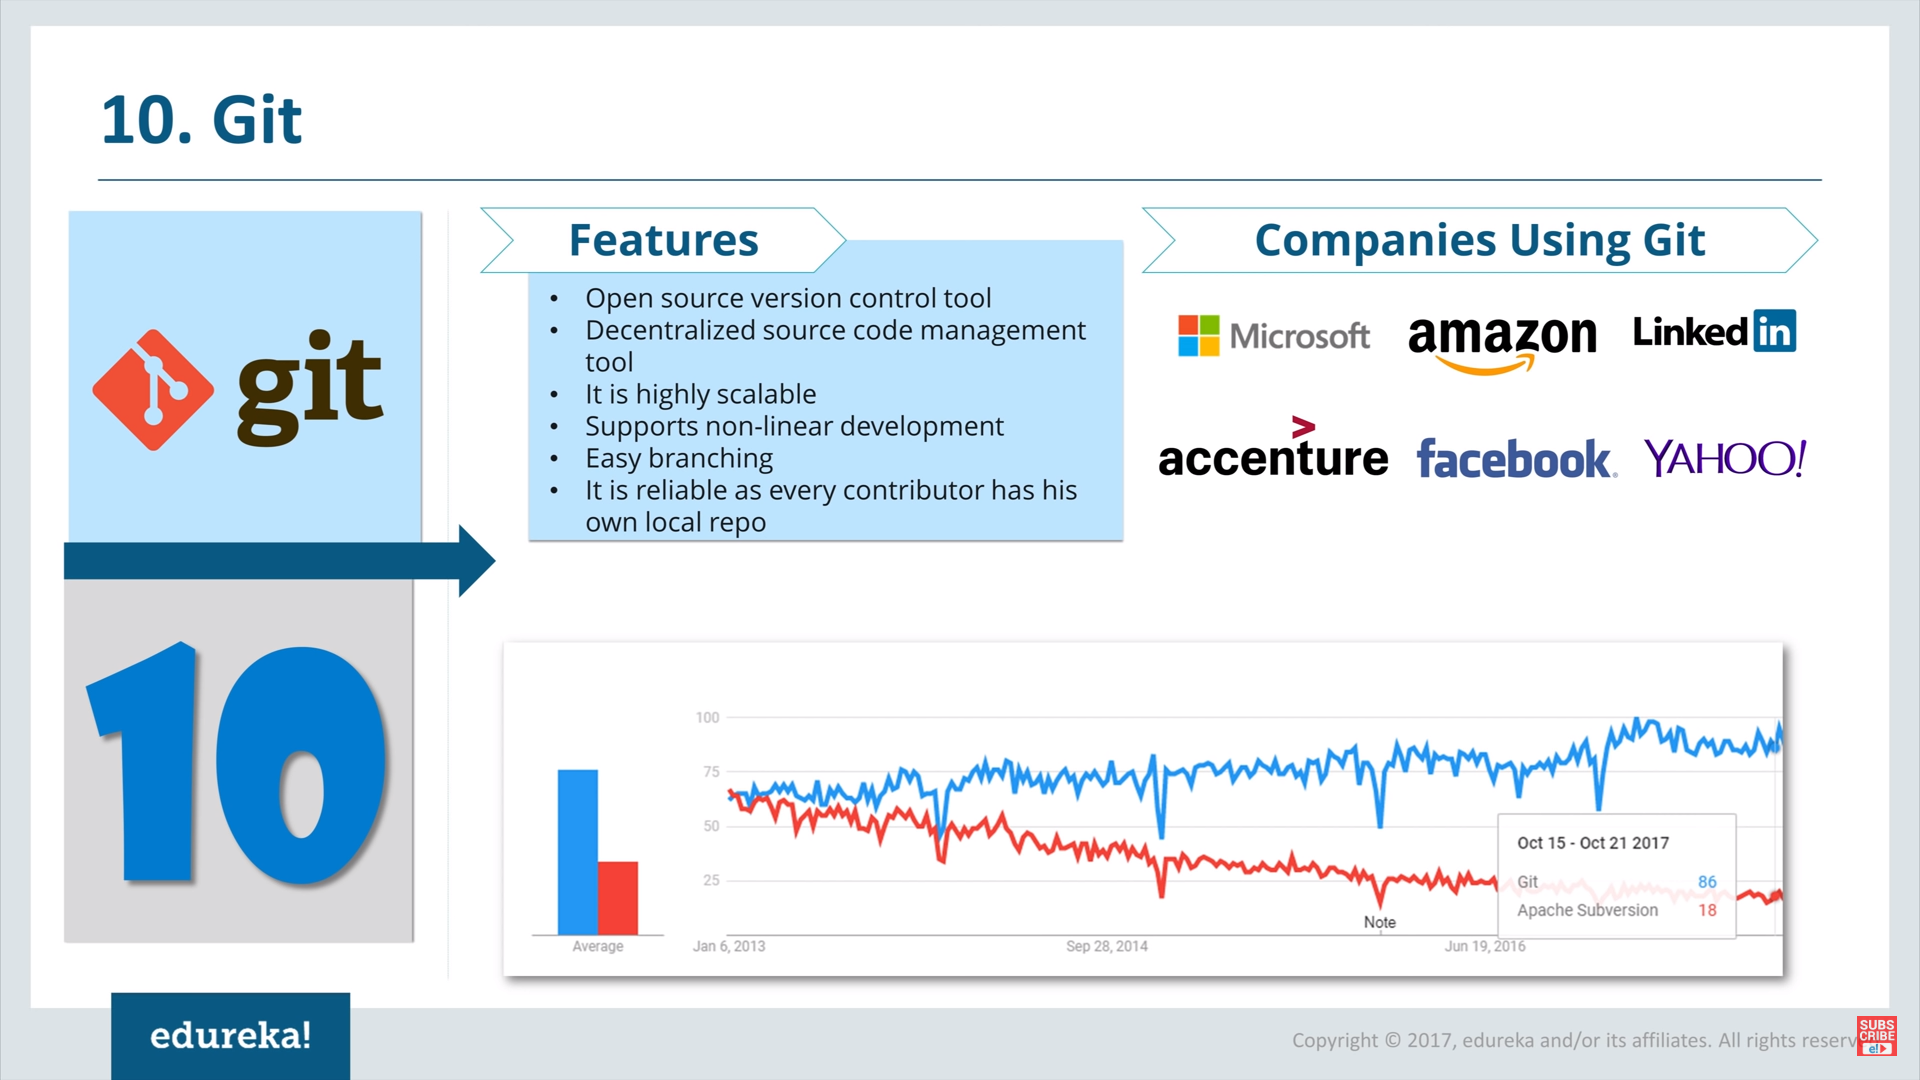 10. Git
git
10
Features
• Open source version control tool
• Decentralized source code management
tool
• It is highly scalable
• Supports non-linear development
• Easy branching
• It is reliable as every contributor has his
own local repo
Companies Using Git
Microsoft
amazon
Linked in
accenture
facebook
YAHOO!
100
75
50
25
Average
Jan 6, 2013
Sep 28, 2014
Jun 19, 2016
Note
Oct 15 - Oct 21 2017
Git 86
Apache Subversion 18
edureka!
Copyright © 2017, edureka and/or its affiliates. All rights reserv
SUBS
CRIBE
e!